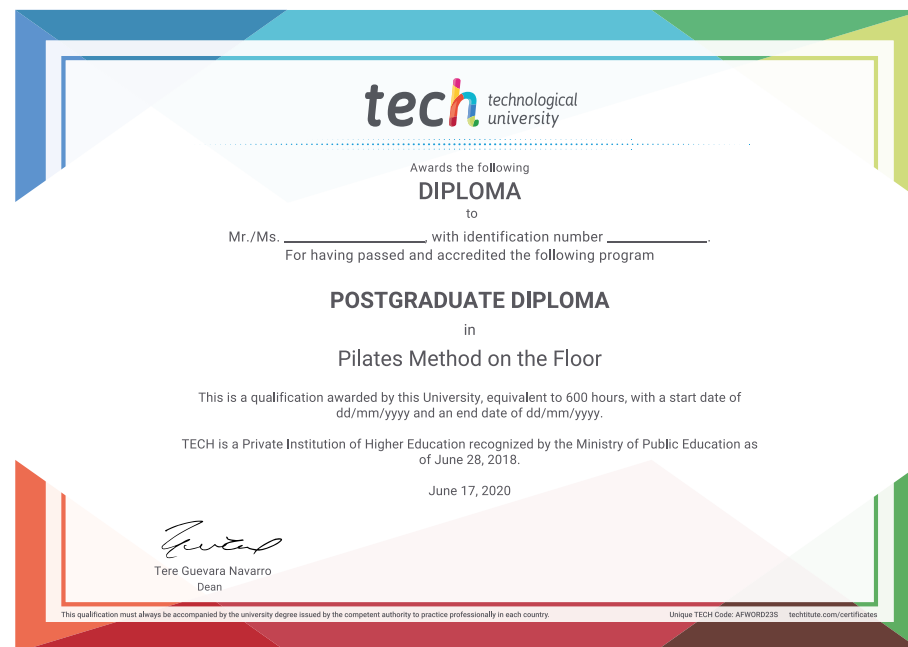 tech technological
university
Awards the following
DIPLOMA
to
Mr./Ms. ____________________, with identification number ______________.
For having passed and accredited the following program
POSTGRADUATE DIPLOMA
in
Pilates Method on the Floor
This is a qualification awarded by this University, equivalent to 600 hours, with a start date of
dd/mm/yyyy and an end date of dd/mm/yyyy.
TECH is a Private Institution of Higher Education recognized by the Ministry of Public Education as
of June 28, 2018.
June 17, 2020
Tere Guevara Navarro
Dean
This qualification must always be accompanied by the university degree issued by the competent authority to practice professionally in each country. Unique TECH Code: AFWORD23S techtitute.com/certificates